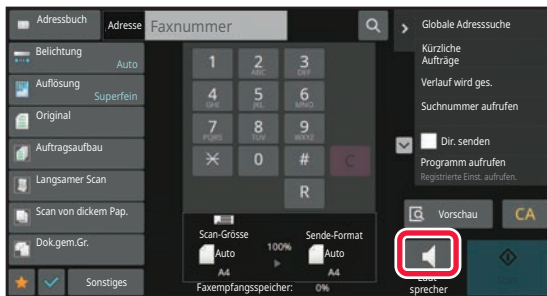 Adressbuch
Adresse
Faxnummer
Globale Adresssuche
Belichtung
Auto
Kürzliche
Aufträge
Auflösung
Superfein
Verlauf wird ges.
Suchnummer aufrufen
Original
Auftragsaufbau
Dir. senden
Programm aufrufen
Registrierte Einst. aufrufen.
Langsamer Scan
Scan von dickem Pap.
Dok.gem.Gr.
Sonstiges
1
2 ABC
3 DEF
4 GHI
5 JKL
6 MNO
7 PQRS
8 TUV
9 WXYZ
0
#
C
R
Scan-Grösse
Sende-Format
Auto
100%
Auto
A4
A4
Faxempfangsspeicher: 0%
Vorschau
CA
sprecher